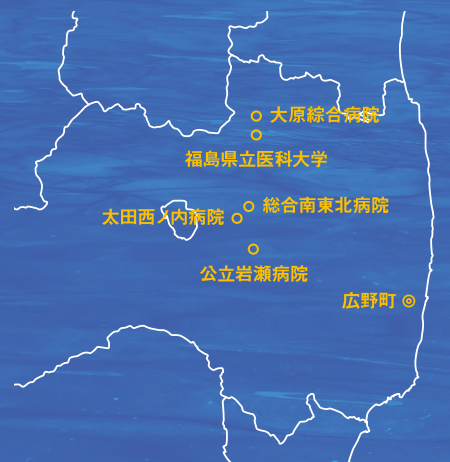 大原綜合病院
福島県立医科大学
総合南東北病院
太田西ノ内病院
公立岩瀬病院
広野町